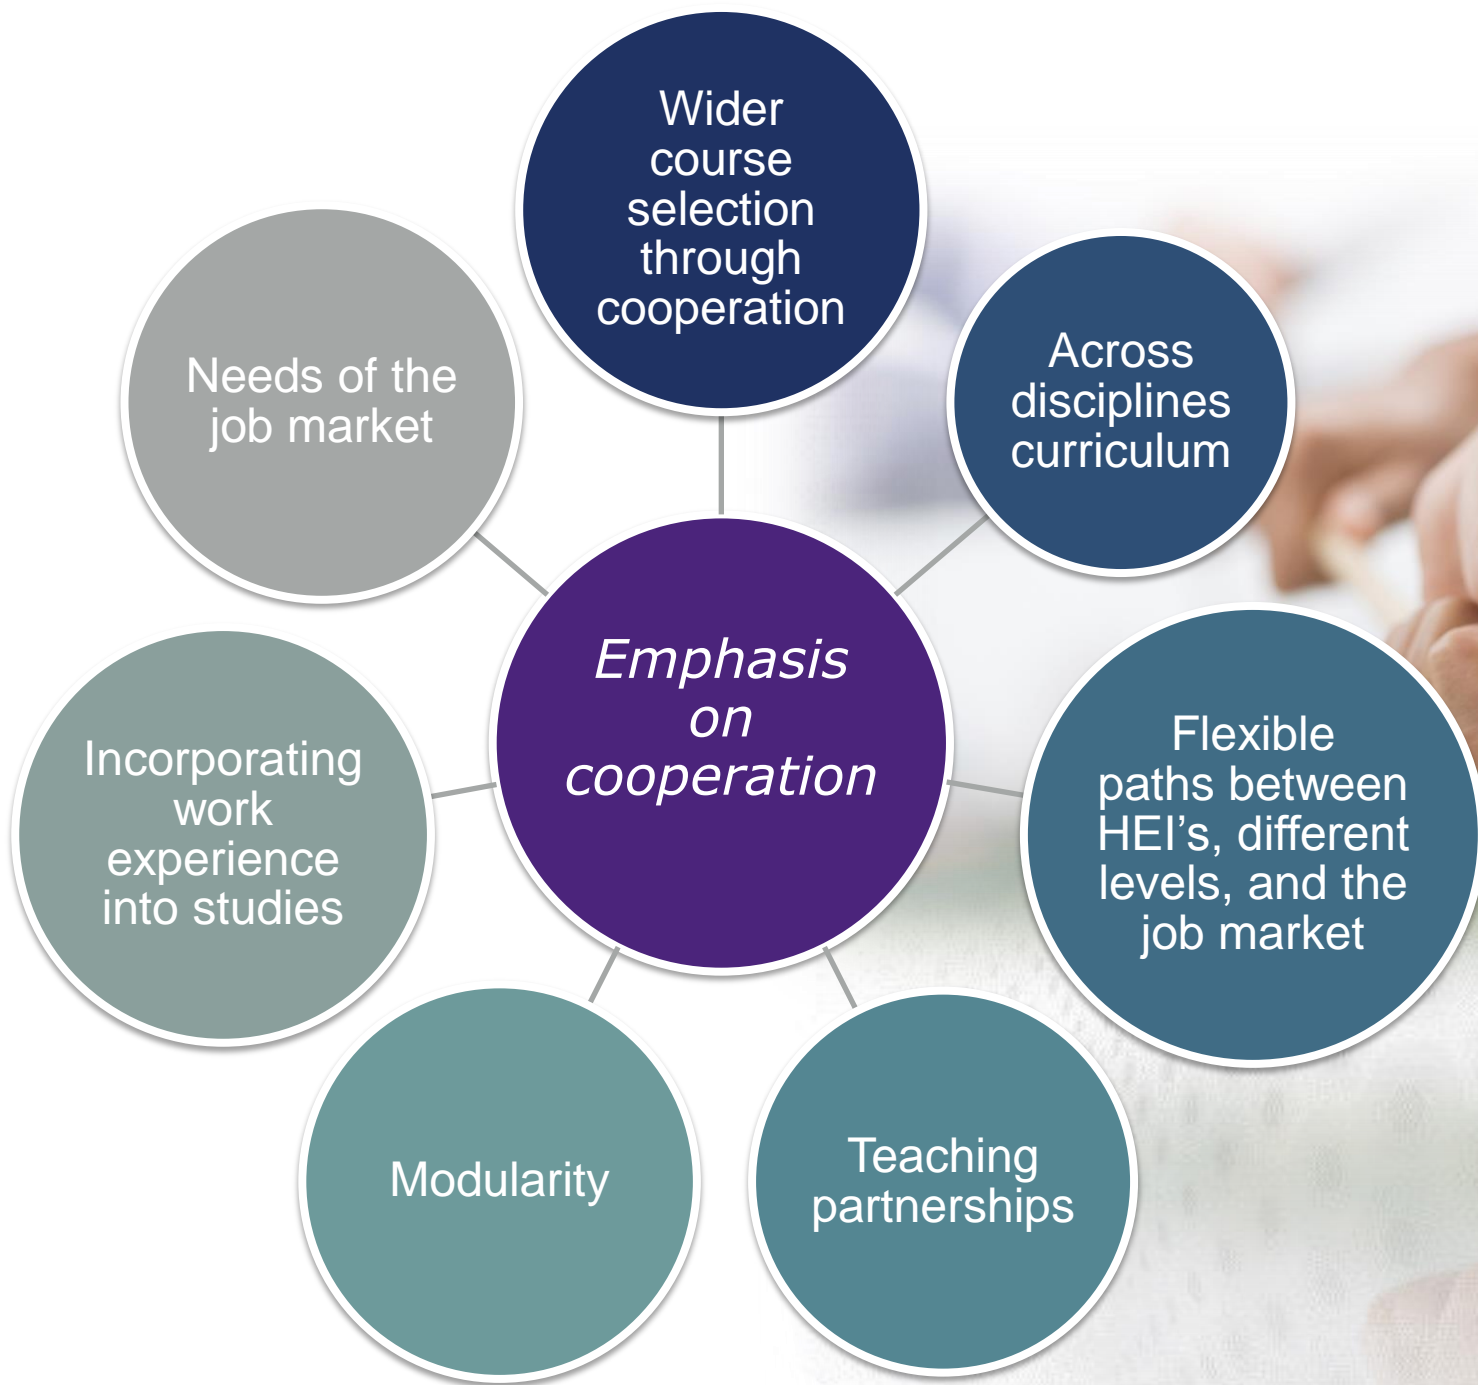 Wider
course
selection
through
cooperation
Across
disciplines
curriculum
Flexible
paths between
HEI’s, different
levels, and the
job market
Teaching
partnerships
Modularity
Incorporating
work
experience
into studies
Needs of the
job market
Emphasis
on
cooperation